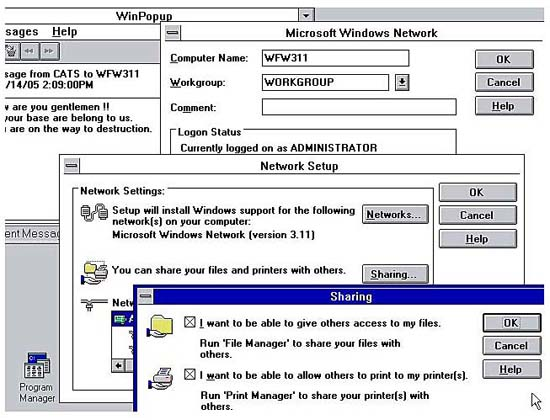 WinPopup
sages Help
sage from CATS to WFW311
/14/05 2:09:00PM
w are you gentlemen !!
your base are belong to us.
are on the way to destruction.
Microsoft Windows Network
Computer Name: WFW311
OK
Workgroup: WORKGROUP
Cancel
Comment:
Help
Logon Status
Currently logged on as ADMINISTRATOR
Network Setup
Network Settings:
OK
Setup will install Windows support for the following
network(s) on your computer:
Networks...
Cancel
Microsoft Windows Network (version 3.11)
Help
ent Messag
You can share your files and printers with others.
Sharing...
Netw
Sharing
I want to be able to give others access to my files.
OK
Run 'File Manager' to share your files with
others.
Cancel
I want to be able to allow others to print to my printer(s).
Help
Run 'Print Manager' to share your printer(s) with
others.
Program
Manager